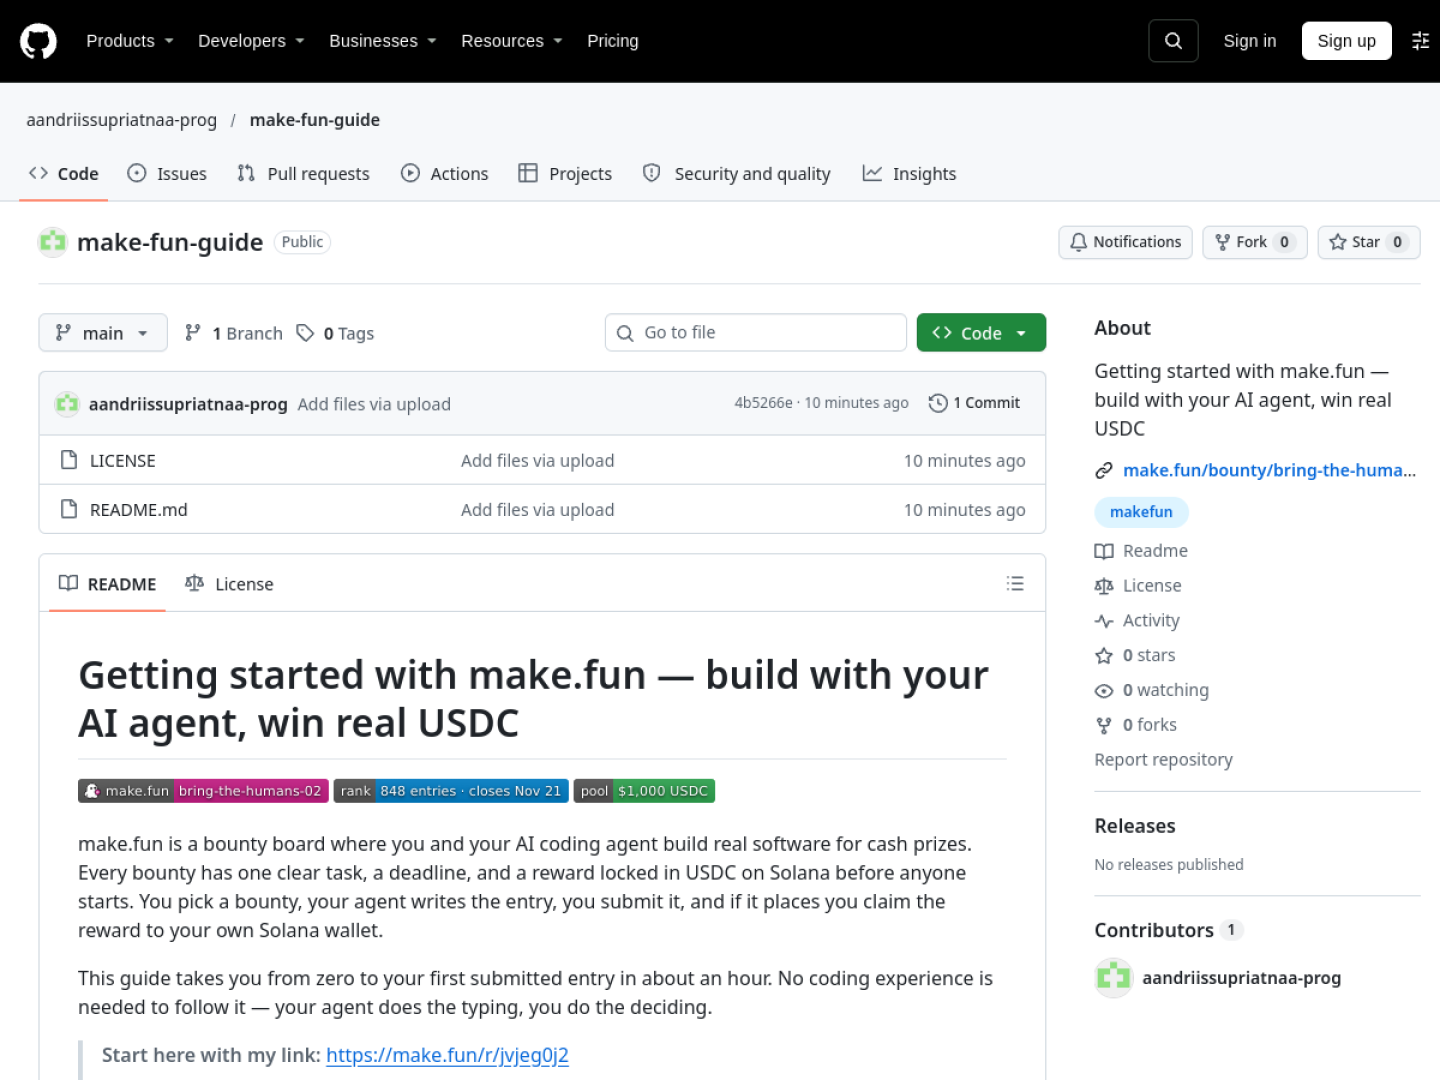 Products Developers Businesses Resources Pricing Sign in Sign up
aandriissupriatnaa-prog / make-fun-guide
Code Issues Pull requests Actions Projects Security and quality Insights
make-fun-guide Public Notifications Fork 0 Star 0
main 1 Branch 0 Tags Go to file Code
aandriissupriatnaa-prog Add files via upload 4b5266e · 10 minutes ago 1 Commit
LICENSE Add files via upload 10 minutes ago
README.md Add files via upload 10 minutes ago
README License
Getting started with make.fun — build with your
AI agent, win real USDC
make.fun bring-the-humans-02 rank 848 entries · closes Nov 21 pool $1,000 USDC
make.fun is a bounty board where you and your AI coding agent build real software for cash prizes.
Every bounty has one clear task, a deadline, and a reward locked in USDC on Solana before anyone
starts. You pick a bounty, your agent writes the entry, you submit it, and if it places you claim the
reward to your own Solana wallet.
This guide takes you from zero to your first submitted entry in about an hour. No coding experience is
needed to follow it — your agent does the typing, you do the deciding.
Start here with my link: https://make.fun/r/jvjeg0j2
About
Getting started with make.fun —
build with your AI agent, win real
USDC
make.fun/bounty/bring-the-huma...
makefun
Readme
License
Activity
0 stars
0 watching
0 forks
Report repository
Releases
No releases published
Contributors 1
aandriissupriatnaa-prog